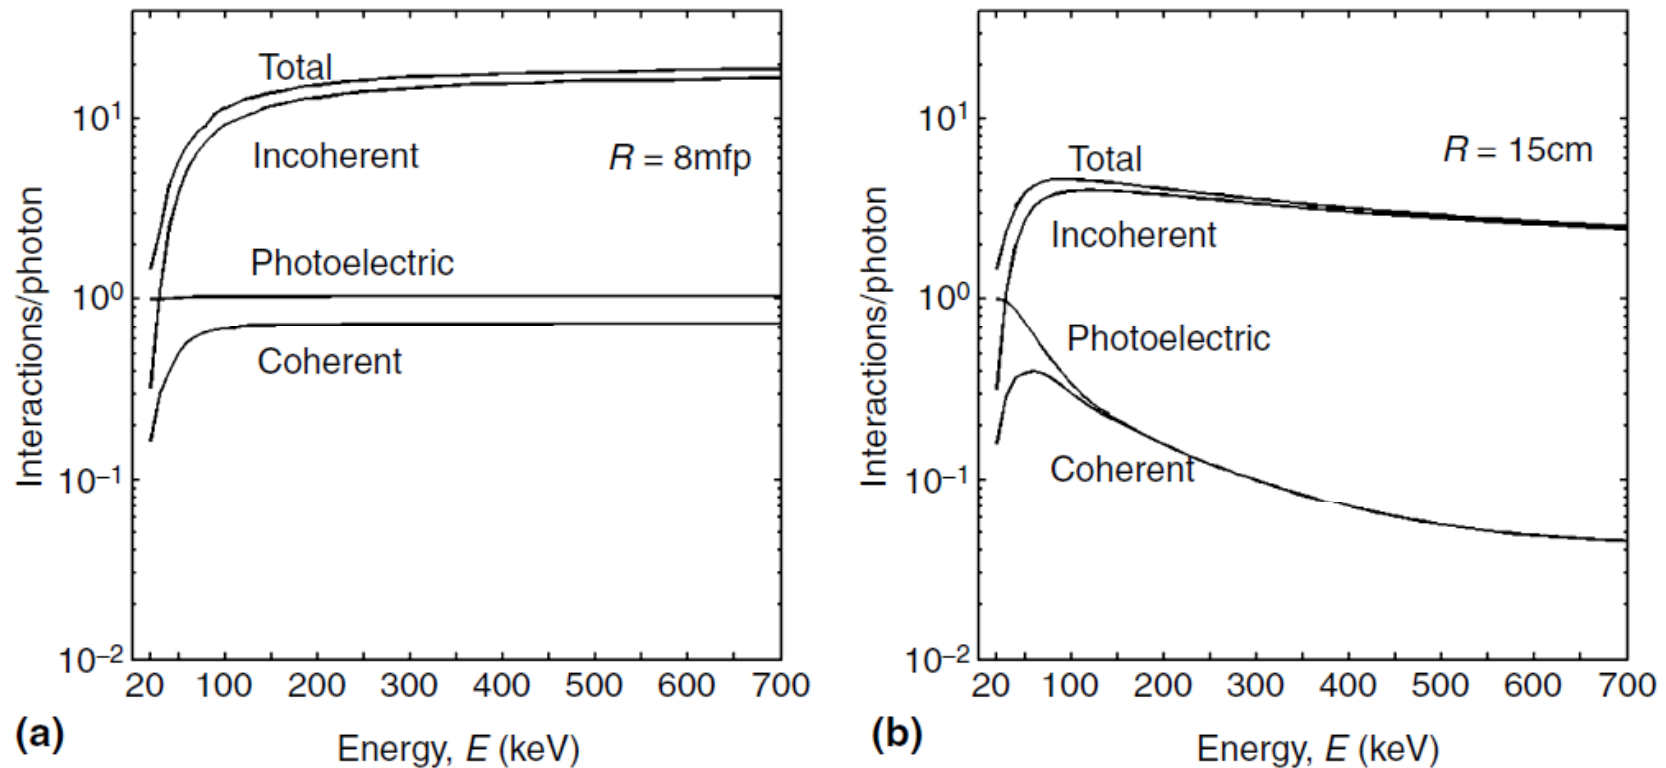 Total
Incoherent
R = 8mfp
Photoelectric
Coherent
Interactions/photon
10¹
10⁰
10⁻¹
10⁻²
20 100 200 300 400 500 600 700
(a)
Energy, E (keV)
Total
R = 15cm
Incoherent
Photoelectric
Coherent
Interactions/photon
10¹
10⁰
10⁻¹
10⁻²
20 100 200 300 400 500 600 700
(b)
Energy, E (keV)